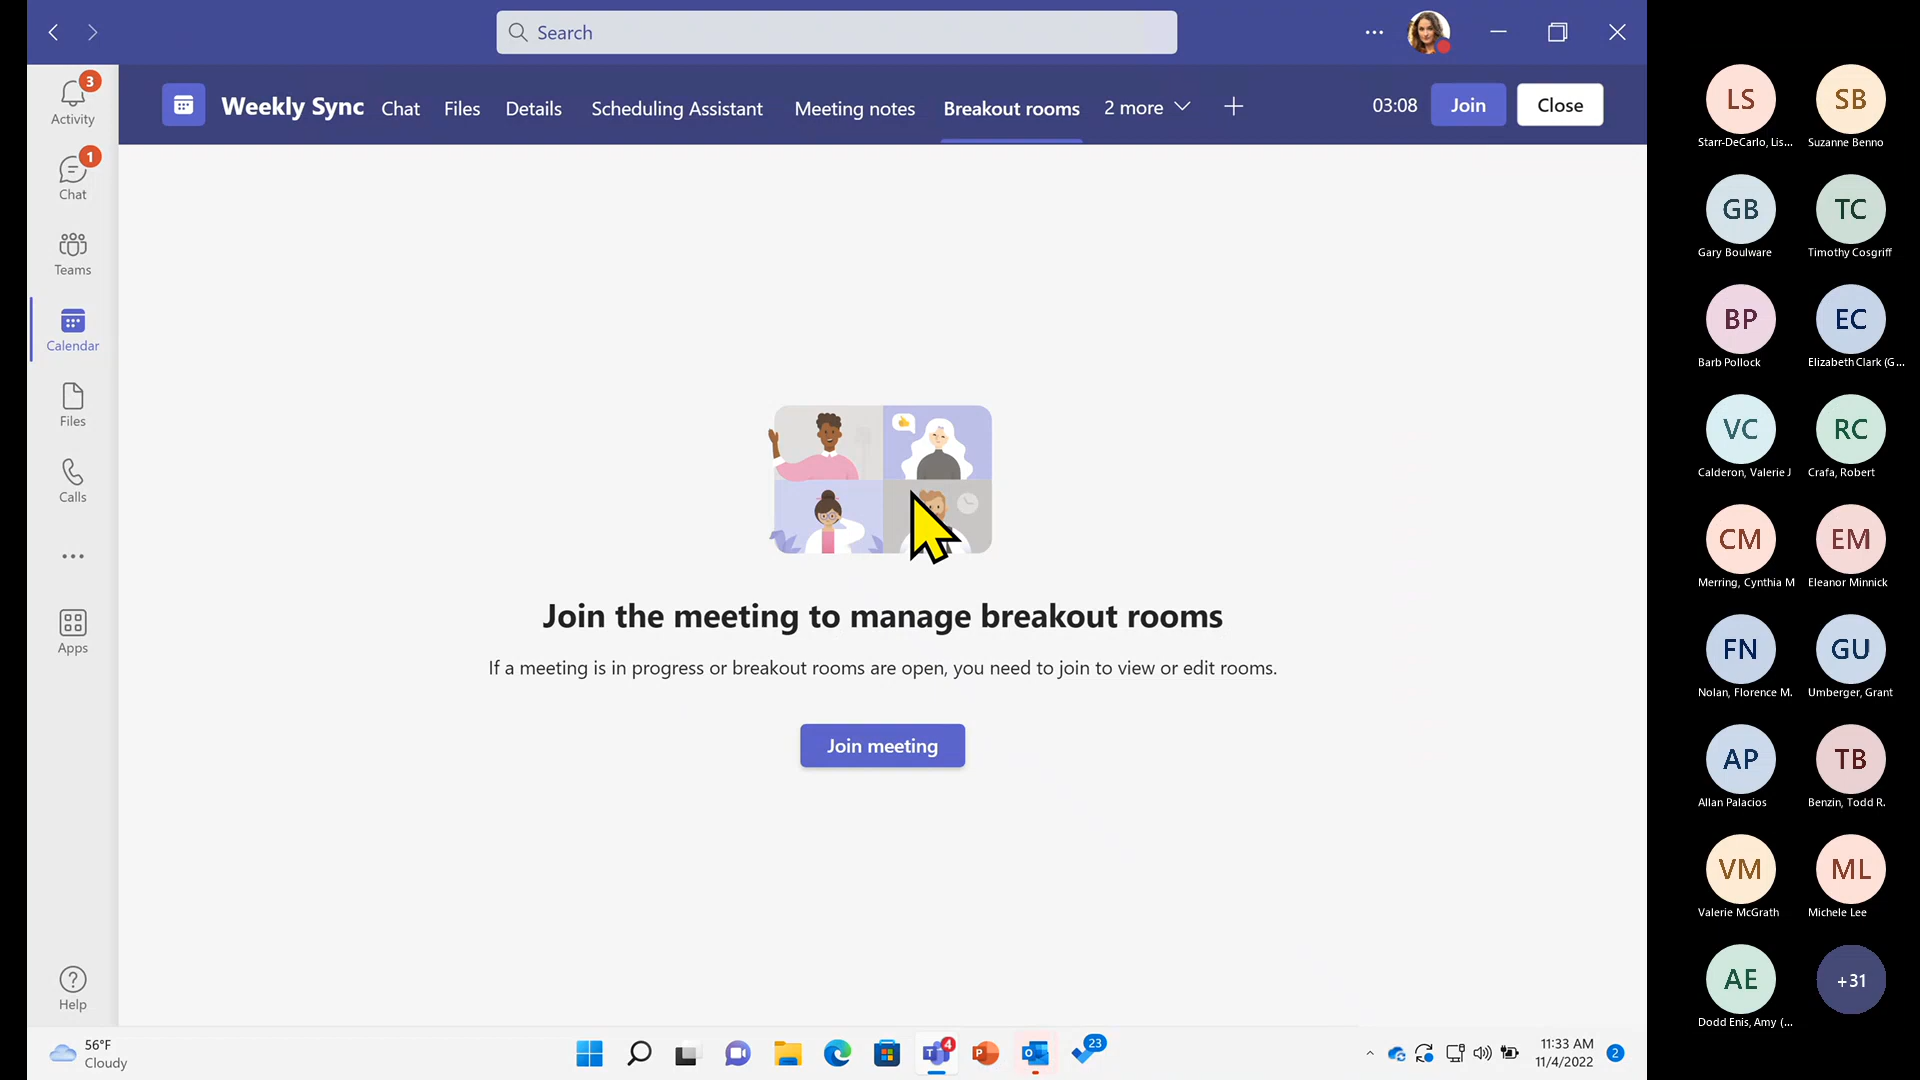 Search
3
Activity
1
Chat
Teams
Calendar
Files
Calls
Apps
Help
Weekly Sync
Chat
Files
Details
Scheduling Assistant
Meeting notes
Breakout rooms
2 more
03:08
Join
Close
Join the meeting to manage breakout rooms
If a meeting is in progress or breakout rooms are open, you need to join to view or edit rooms.
Join meeting
LS
Starr-DeCarlo, Lis...
SB
Suzanne Benno
GB
Gary Boulware
TC
Timothy Cosgriff
BP
Barb Pollock
EC
Elizabeth Clark (G...
VC
Calderon, Valerie J
RC
Crafa, Robert
CM
Merring, Cynthia M
EM
Eleanor Minnick
FN
Nolan, Florence M.
GU
Umberger, Grant
AP
Allan Palacios
TB
Benzin, Todd R.
VM
Valerie McGrath
ML
Michele Lee
AE
Dodd Enis, Amy (...
+31
56°F
Cloudy
4
23
11:33 AM
11/4/2022
2